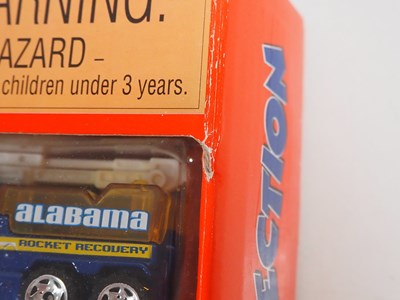 ARNING:
AZARD –
children under 3 years.
ALABAMA
ROCKET RECOVERY
ECTION